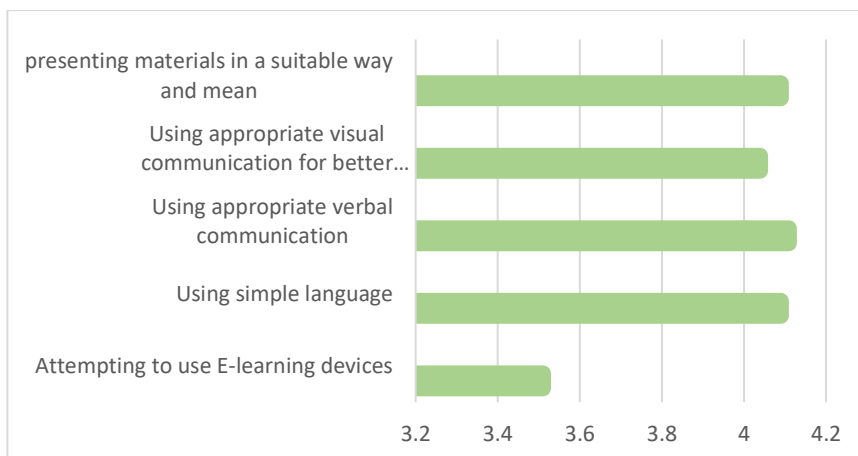 presenting materials in a suitable way
and mean
Using appropriate visual
communication for better…
Using appropriate verbal
communication
Using simple language
Attempting to use E-learning devices
3.2 3.4 3.6 3.8 4 4.2